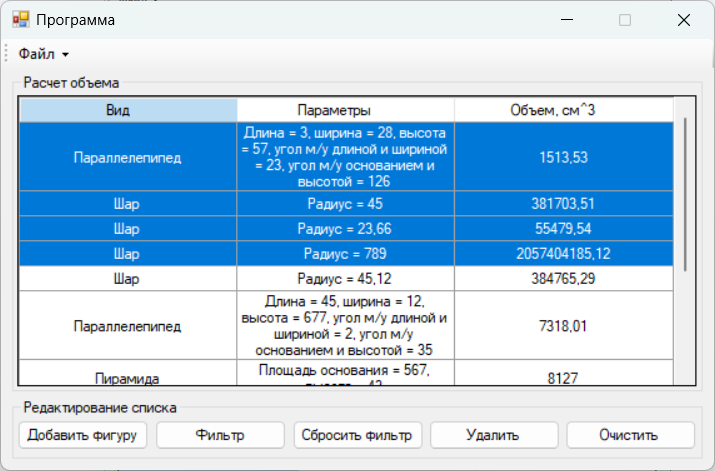 Программа
Файл
Расчет объема
Вид Параметры Объем, см^3
Параллелепипед
Длина = 3, ширина = 28, высота
= 57, угол м/у длиной и шириной
= 23, угол м/у основанием и
высотой = 126
1513,53
Шар Радиус = 45 381703,51
Шар Радиус = 23,66 55479,54
Шар Радиус = 789 2057404185,12
Шар Радиус = 45,12 384765,29
Параллелепипед
Длина = 45, ширина = 12,
высота = 677, угол м/у длиной и
шириной = 2, угол м/у
основанием и высотой = 35
7318,01
Пирамида
Площадь основания = 567,
высота = 43
8127
Редактирование списка
Добавить фигуру Фильтр Сбросить фильтр Удалить Очистить